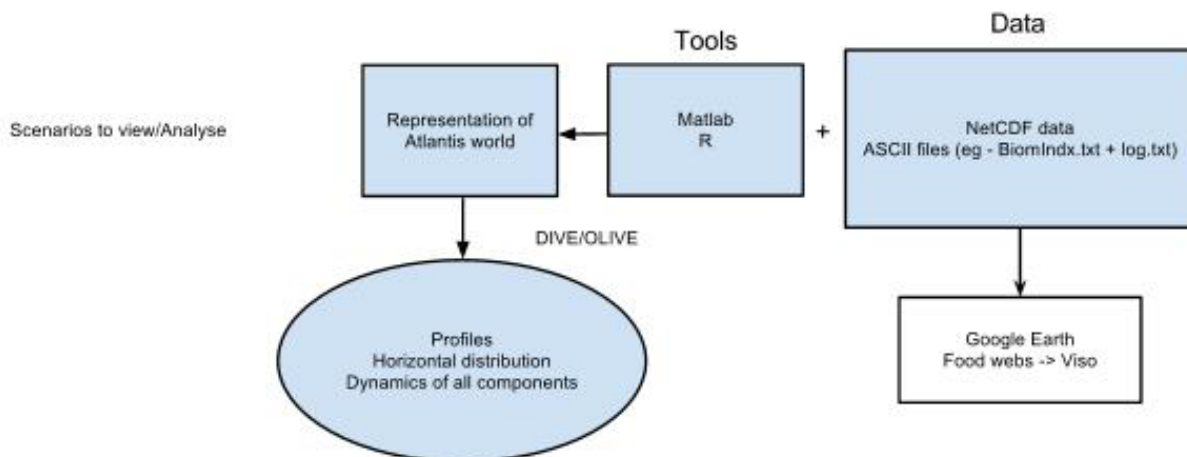 Tools
Data
Scenarios to view/Analyse
Representation of
Atlantis world
Matlab
R
+
NetCDF data
ASCII files (eg - BiomIndx.txt + log.txt)
DIVE/OLIVE
Profiles
Horizontal distribution
Dynamics of all components
Google Earth
Food webs -> Viso